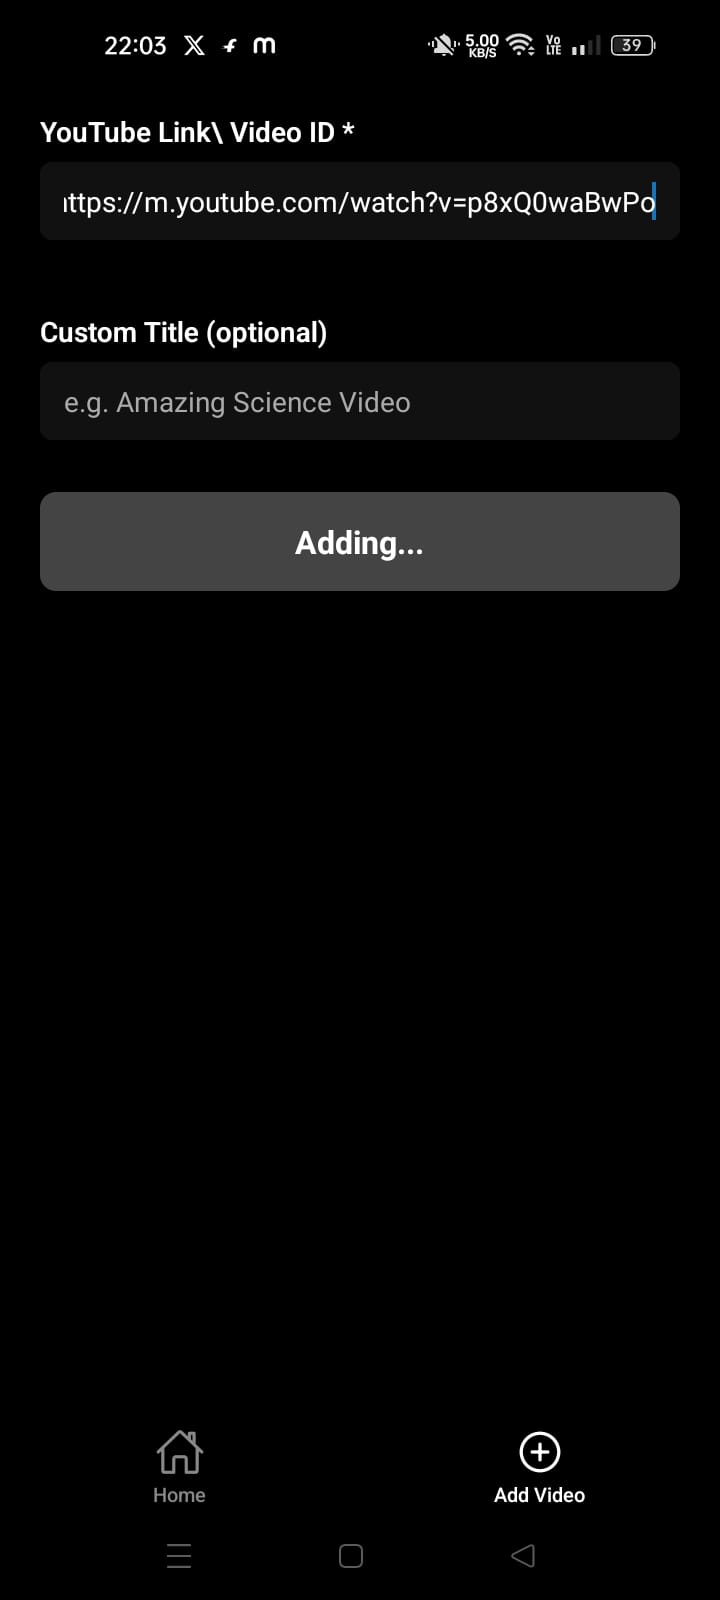 22:03
5.00
KB/S
Vo
LTE
39
YouTube Link\ Video ID *
ttps://m.youtube.com/watch?v=p8xQ0waBwPo
Custom Title (optional)
e.g. Amazing Science Video
Adding...
Home
Add Video